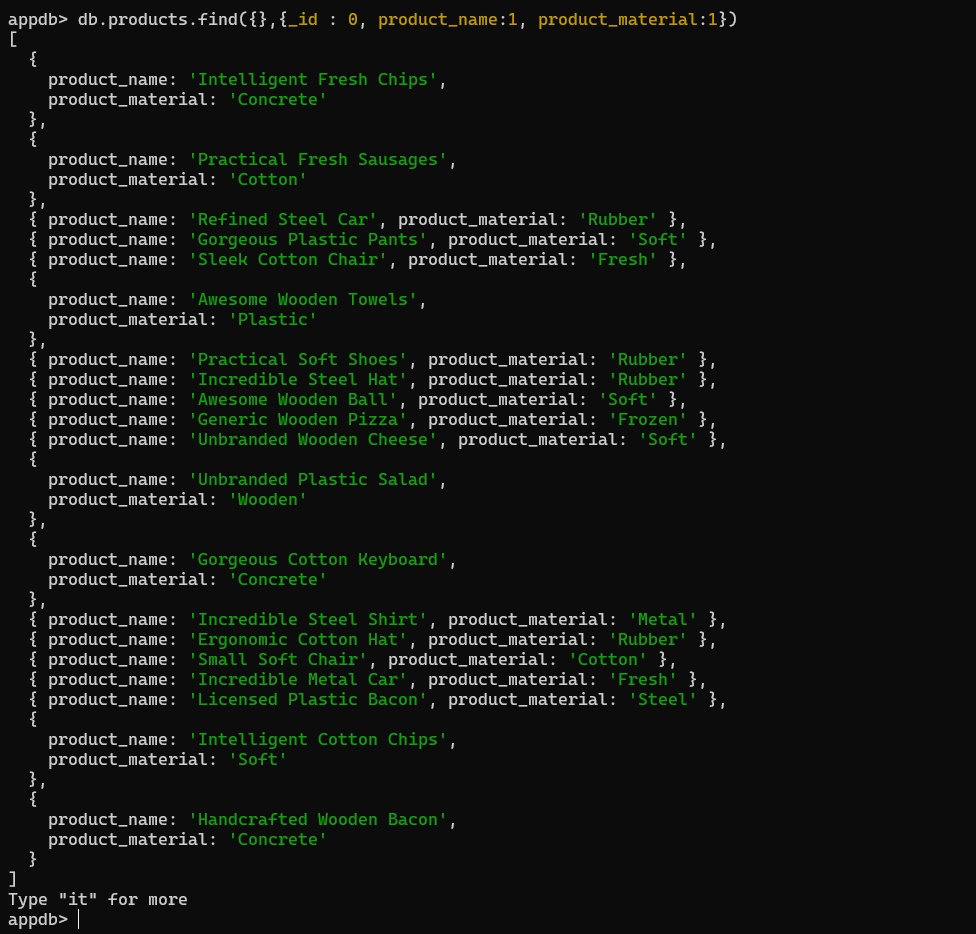 appdb> db.products.find({},{_id : 0, product_name:1, product_material:1})
[
  {
    product_name: 'Intelligent Fresh Chips',
    product_material: 'Concrete'
  },
  {
    product_name: 'Practical Fresh Sausages',
    product_material: 'Cotton'
  },
  { product_name: 'Refined Steel Car', product_material: 'Rubber' },
  { product_name: 'Gorgeous Plastic Pants', product_material: 'Soft' },
  { product_name: 'Sleek Cotton Chair', product_material: 'Fresh' },
  {
    product_name: 'Awesome Wooden Towels',
    product_material: 'Plastic'
  },
  { product_name: 'Practical Soft Shoes', product_material: 'Rubber' },
  { product_name: 'Incredible Steel Hat', product_material: 'Rubber' },
  { product_name: 'Awesome Wooden Ball', product_material: 'Soft' },
  { product_name: 'Generic Wooden Pizza', product_material: 'Frozen' },
  { product_name: 'Unbranded Wooden Cheese', product_material: 'Soft' },
  {
    product_name: 'Unbranded Plastic Salad',
    product_material: 'Wooden'
  },
  {
    product_name: 'Gorgeous Cotton Keyboard',
    product_material: 'Concrete'
  },
  { product_name: 'Incredible Steel Shirt', product_material: 'Metal' },
  { product_name: 'Ergonomic Cotton Hat', product_material: 'Rubber' },
  { product_name: 'Small Soft Chair', product_material: 'Cotton' },
  { product_name: 'Incredible Metal Car', product_material: 'Fresh' },
  { product_name: 'Licensed Plastic Bacon', product_material: 'Steel' },
  {
    product_name: 'Intelligent Cotton Chips',
    product_material: 'Soft'
  },
  {
    product_name: 'Handcrafted Wooden Bacon',
    product_material: 'Concrete'
  }
]
Type "it" for more
appdb>